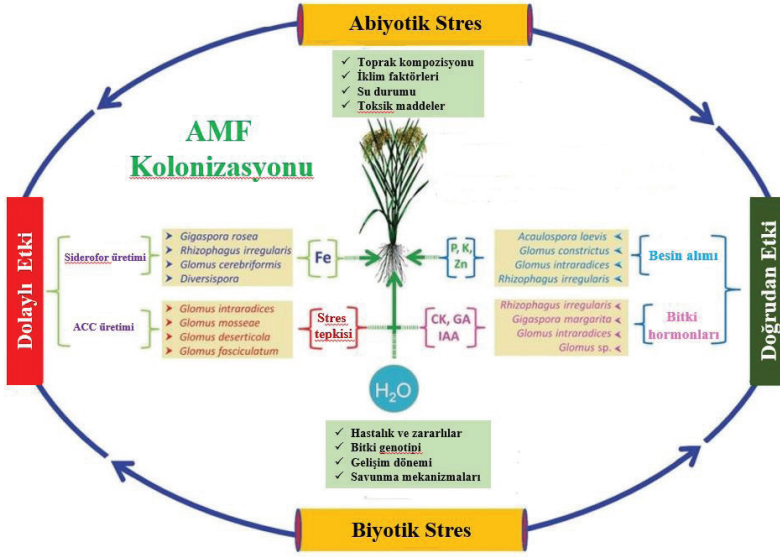 Abiyotik Stres
✓ Toprak kompozisyonu
✓ İklim faktörleri
✓ Su durumu
✓ Toksik maddeler
AMF
Kolonizasyonu
Dolaylı Etki
Siderofor üretimi
➤ Gigaspora rosea
➤ Rhizophagus irregularis
➤ Glomus cerebriformis
➤ Diversispora
Fe
ACC üretimi
➤ Glomus intraradices
➤ Glomus mosseae
➤ Glomus deserticola
➤ Glomus fasciculatum
Stres
tepkisi
P, K,
Zn
Acaulospora laevis
Glomus constrictus
Glomus intraradices
Rhizophagus irregularis
Besin alımı
CK, GA
IAA
Rhizophagus irregularis
Gigaspora margarita
Glomus intraradices
Glomus sp.
Bitki
hormonları
Doğrudan Etki
H₂O
✓ Hastalık ve zararlılar
✓ Bitki genotipi
✓ Gelişim dönemi
✓ Savunma mekanizmaları
Biyotik Stres